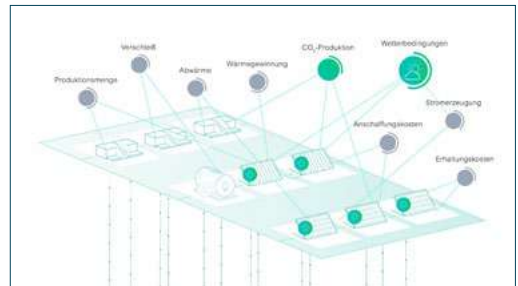 Verschleiß
CO₂-Produktion
Wetterbedingungen
Abwärme
Wärmegewinnung
Produktionsmenge
Stromerzeugung
Anschaffungskosten
Erhaltungskosten